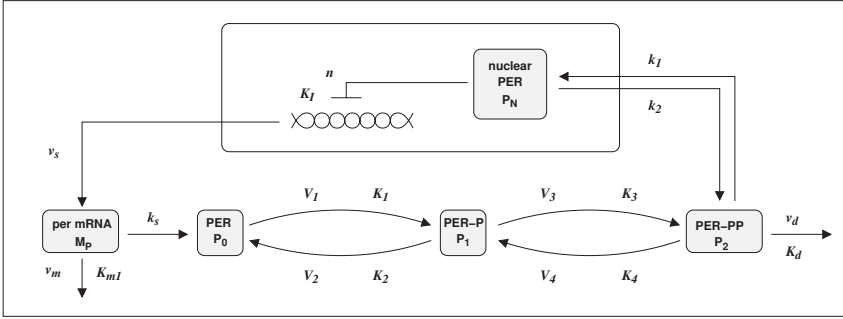 nuclear
PER
P_N
n
K_I
k_1
k_2
v_s
per mRNA
M_P
k_s
PER
P_0
V_1
K_1
V_2
K_2
PER-P
P_1
V_3
K_3
V_4
K_4
PER-PP
P_2
v_d
K_d
v_m
K_m1